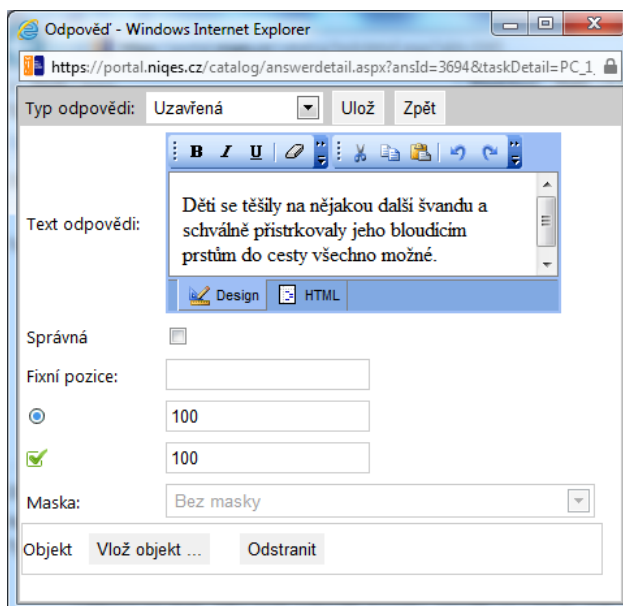 Odpověď - Windows Internet Explorer
https://portal.niqes.cz/catalog/answerdetail.aspx?ansId=3694&taskDetail=PC_1_
Typ odpovědi: Uzavřená Ulož Zpět
B I U
Text odpovědi:
Děti se těšily na nějakou další švandu a
schválně přistrkovaly jeho bloudícím
prstům do cesty všechno možné.
Design HTML
Správná
Fixní pozice:
100
100
Maska: Bez masky
Objekt Vlož objekt ... Odstranit